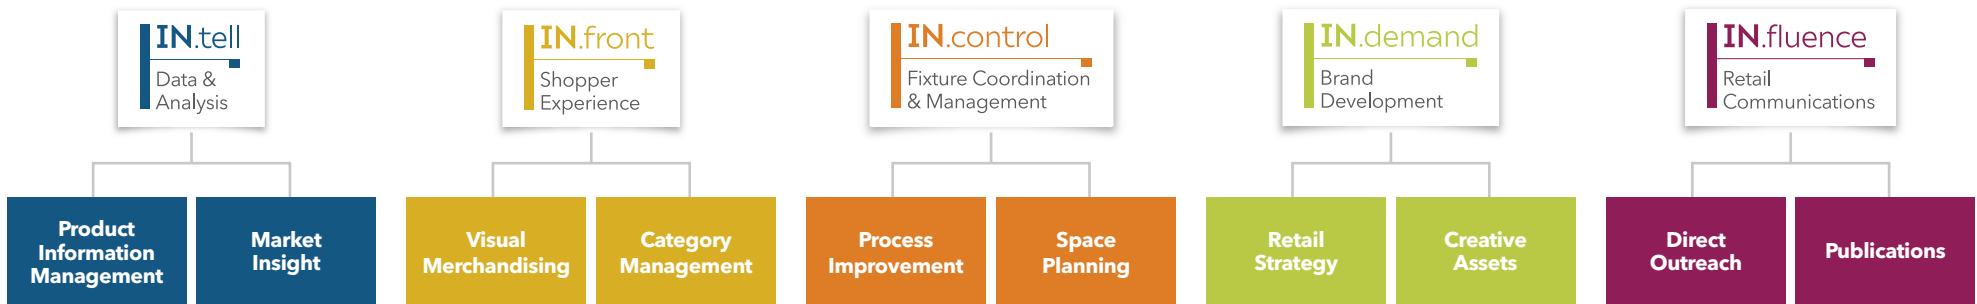 IN.tell
Data &
Analysis
IN.front
Shopper
Experience
IN.control
Fixture Coordination
& Management
IN.demand
Brand
Development
IN.fluence
Retail
Communications
Product
Information
Management
Market
Insight
Visual
Merchandising
Category
Management
Process
Improvement
Space
Planning
Retail
Strategy
Creative
Assets
Direct
Outreach
Publications